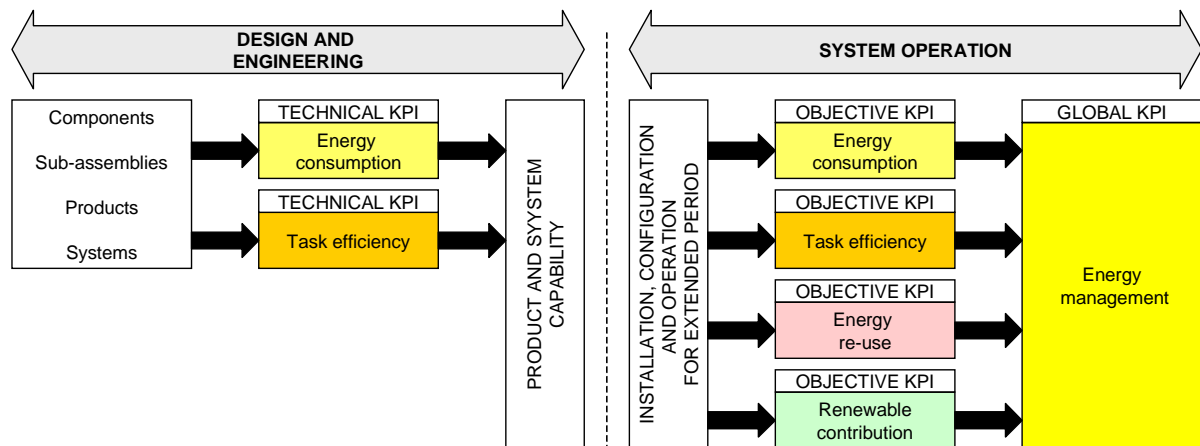 DESIGN AND
ENGINEERING
SYSTEM OPERATION
Components
Sub-assemblies
Products
Systems
TECHNICAL KPI
Energy
consumption
TECHNICAL KPI
Task efficiency
PRODUCT AND SYYSTEM
CAPABILITY
INSTALLATION, CONFIGURATION
AND OPERATION
FOR EXTENDED PERIOD
OBJECTIVE KPI
Energy
consumption
OBJECTIVE KPI
Task efficiency
OBJECTIVE KPI
Energy
re-use
OBJECTIVE KPI
Renewable
contribution
GLOBAL KPI
Energy
management